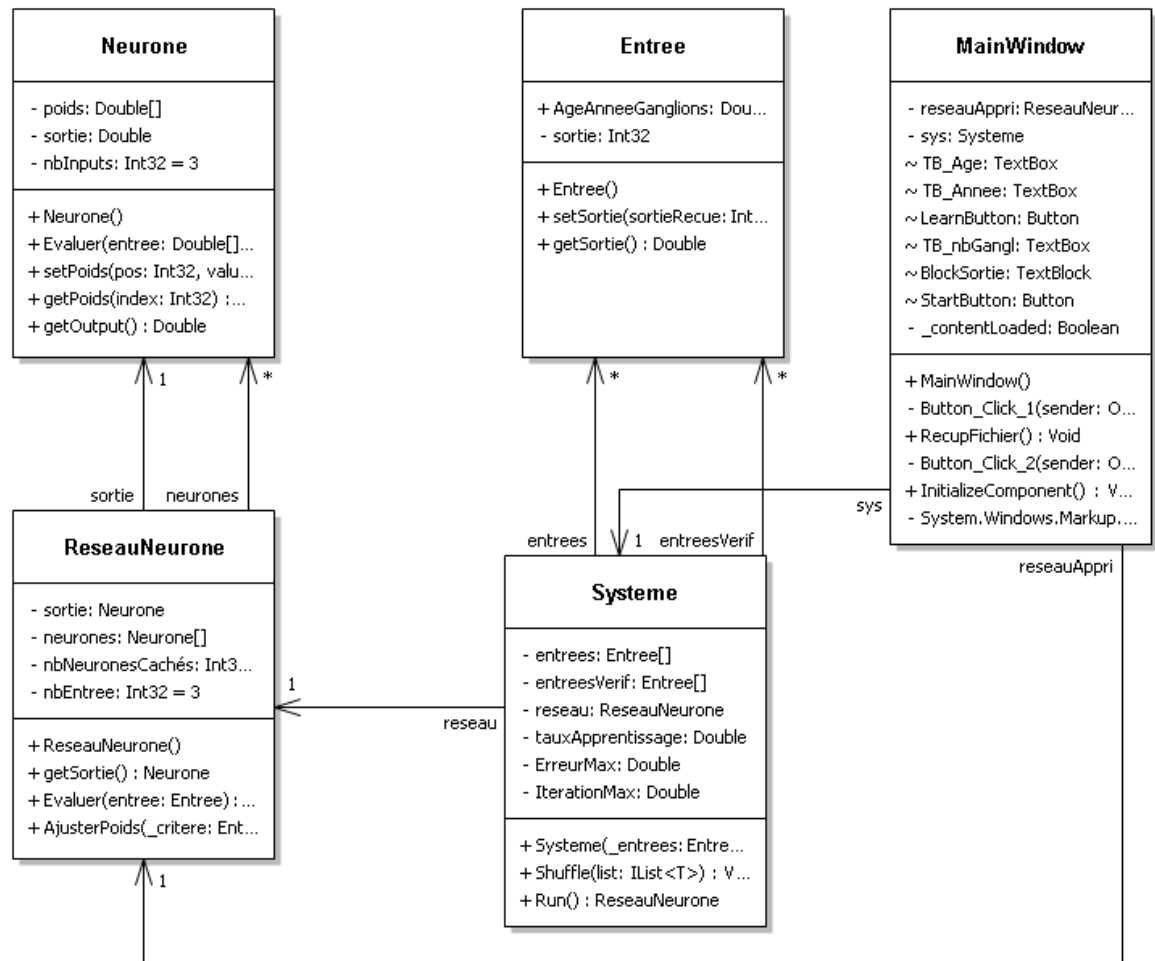 Neurone
- poids: Double[]
- sortie: Double
- nbInputs: Int32 = 3
+ Neurone()
+ Evaluer(entree: Double[]...
+ setPoids(pos: Int32, valu...
+ getPoids(index: Int32) :...
+ getOutput() : Double
Entree
+ AgeAnneeGanglions: Dou...
- sortie: Int32
+ Entree()
+ setSortie(sortieRecue: Int...
+ getSortie() : Double
MainWindow
- reseauAppri: ReseauNeur...
- sys: Systeme
~ TB_Age: TextBox
~ TB_Annee: TextBox
~ LearnButton: Button
~ TB_nbGangl: TextBox
~ BlockSortie: TextBlock
~ StartButton: Button
- _contentLoaded: Boolean
+ MainWindow()
- Button_Click_1(sender: O...
+ RecupFichier() : Void
- Button_Click_2(sender: O...
+ InitializeComponent() : V...
- System.Windows.Markup....
1
*
*
*
sortie
neurones
entrees
1
entreesVerif
sys
reseauAppri
ReseauNeurone
- sortie: Neurone
- neurones: Neurone[]
- nbNeuronesCachés: Int3...
- nbEntree: Int32 = 3
+ ReseauNeurone()
+ getSortie() : Neurone
+ Evaluer(entree: Entree) : ...
+ AjusterPoids(_critere: Ent...
1
reseau
Systeme
- entrees: Entree[]
- entreesVerif: Entree[]
- reseau: ReseauNeurone
- tauxApprentissage: Double
- ErreurMax: Double
- IterationMax: Double
+ Systeme(_entrees: Entre...
+ Shuffle(list: IList<T>) : V...
+ Run() : ReseauNeurone
1